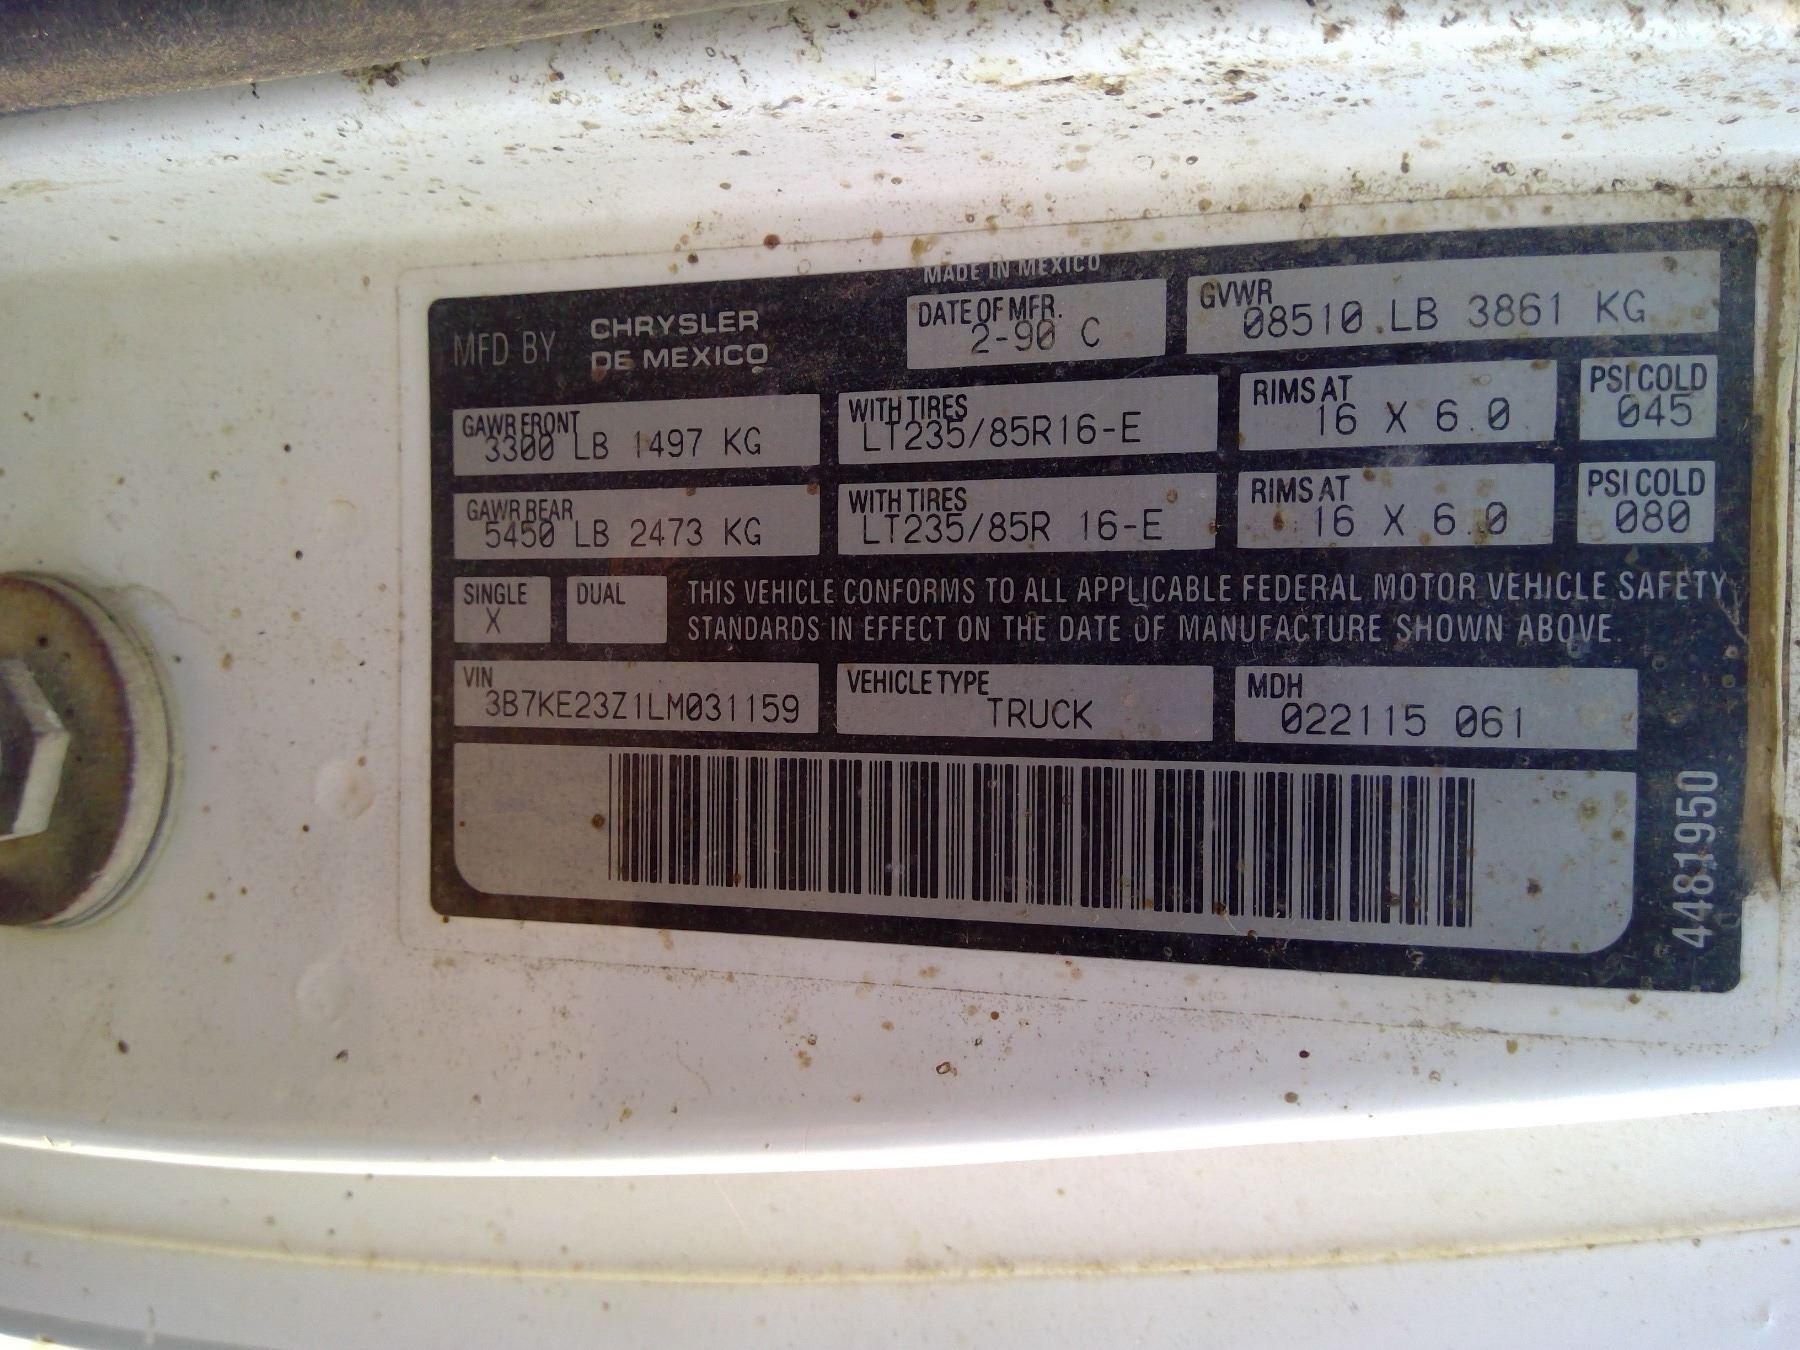 MADE IN MEXICO
MFD BY CHRYSLER
DE MEXICO
DATE OF MFR.
2-90 C
GVWR
08510 LB 3861 KG
GAWR FRONT
3300 LB 1497 KG
WITH TIRES
LT235/85R16-E
RIMS AT
16 X 6.0
PSI COLD
045
GAWR REAR
5450 LB 2473 KG
WITH TIRES
LT235/85R 16-E
RIMS AT
16 X 6.0
PSI COLD
080
SINGLE
X
DUAL
THIS VEHICLE CONFORMS TO ALL APPLICABLE FEDERAL MOTOR VEHICLE SAFETY
STANDARDS IN EFFECT ON THE DATE OF MANUFACTURE SHOWN ABOVE.
VIN
3B7KE23Z1LM031159
VEHICLE TYPE
TRUCK
MDH
022115 061
4481950